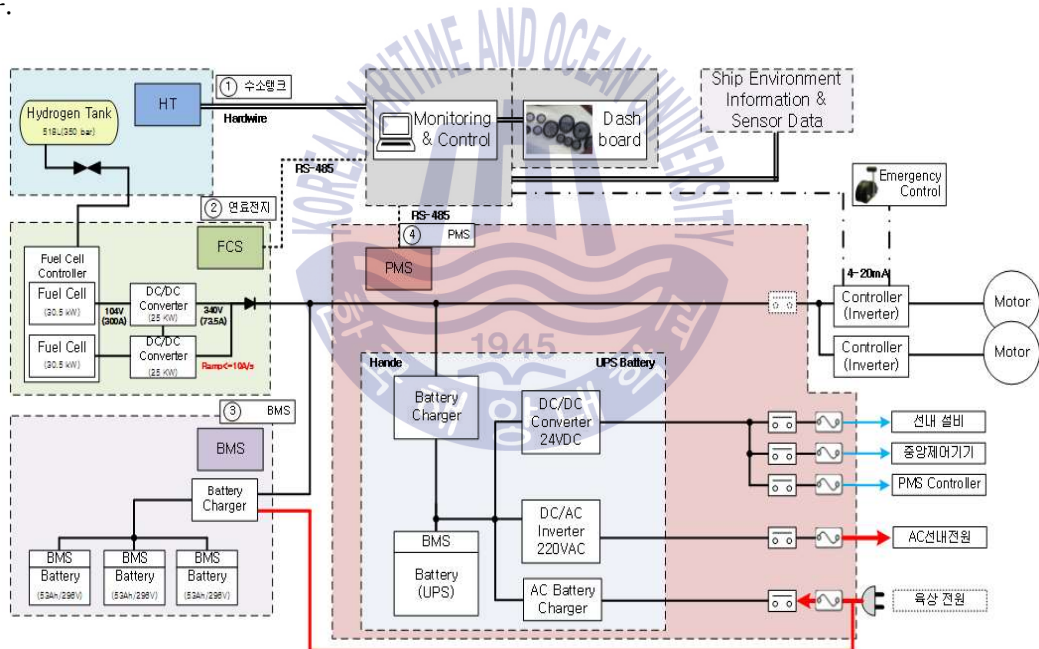 r.
HT
① 수소탱크
Hydrogen Tank
518L(350 bar)
Hardwire
Monitoring
& Control
Dash
board
Ship Environment
Information &
Sensor Data
RS-485
RS-485
Emergency
Control
② 연료전지
FCS
④ PMS
PMS
4-20mA
Fuel Cell
Controller
Fuel Cell
(30.5 kW)
104V
(300A)
DC/DC
Converter
(25 KW)
340V
(73.5A)
Fuel Cell
(30.5 kW)
DC/DC
Converter
(25 KW)
Ramp<=10A/s
Controller
(Inverter)
Motor
Controller
(Inverter)
Motor
③ BMS
BMS
Battery
Charger
BMS
Battery
(53Ah/296V)
BMS
Battery
(53Ah/296V)
BMS
Battery
(53Ah/296V)
Hande
UPS Battery
Battery
Charger
DC/DC
Converter
24VDC
BMS
Battery
(UPS)
DC/AC
Inverter
220VAC
AC Battery
Charger
선내 설비
중앙제어기기
PMS Controller
AC선내전원
육상 전원
KOREA MARITIME AND OCEAN UNIVERSITY
1945
한국해양대학교